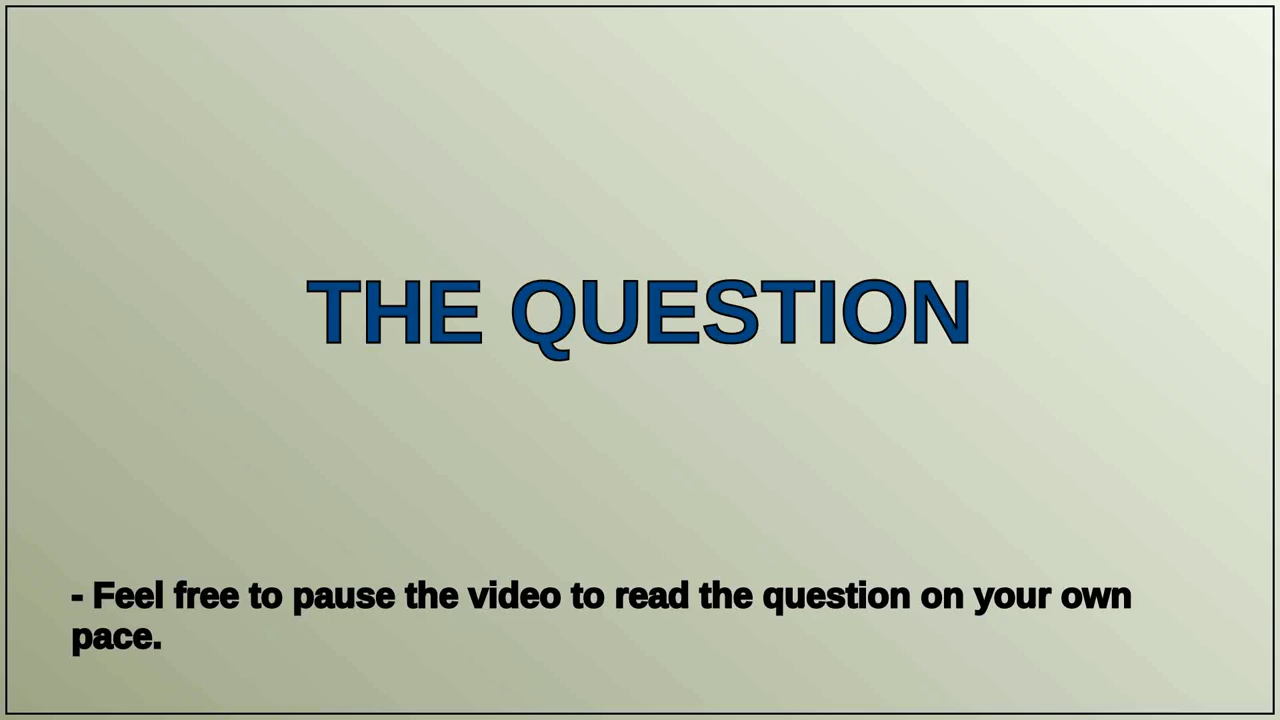 THE QUESTION
- Feel free to pause the video to read the question on your own
pace.